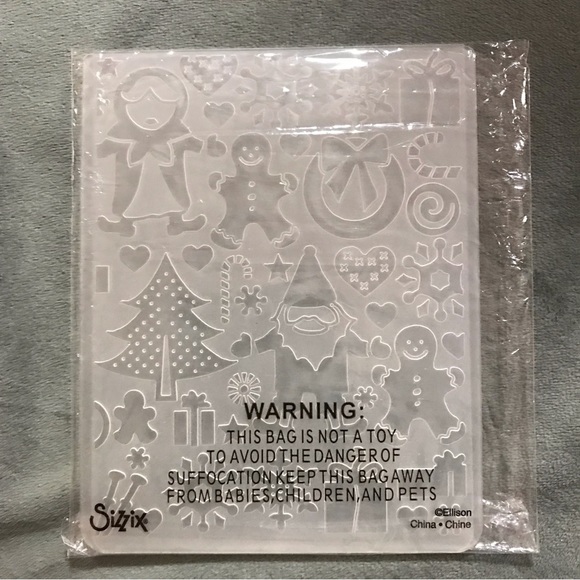 WARNING:
THIS BAG IS NOT A TOY
TO AVOID THE DANGER OF
SUFFOCATION KEEP THIS BAG AWAY
FROM BABIES, CHILDREN, AND PETS
Sizzix
©Ellison
China • Chine